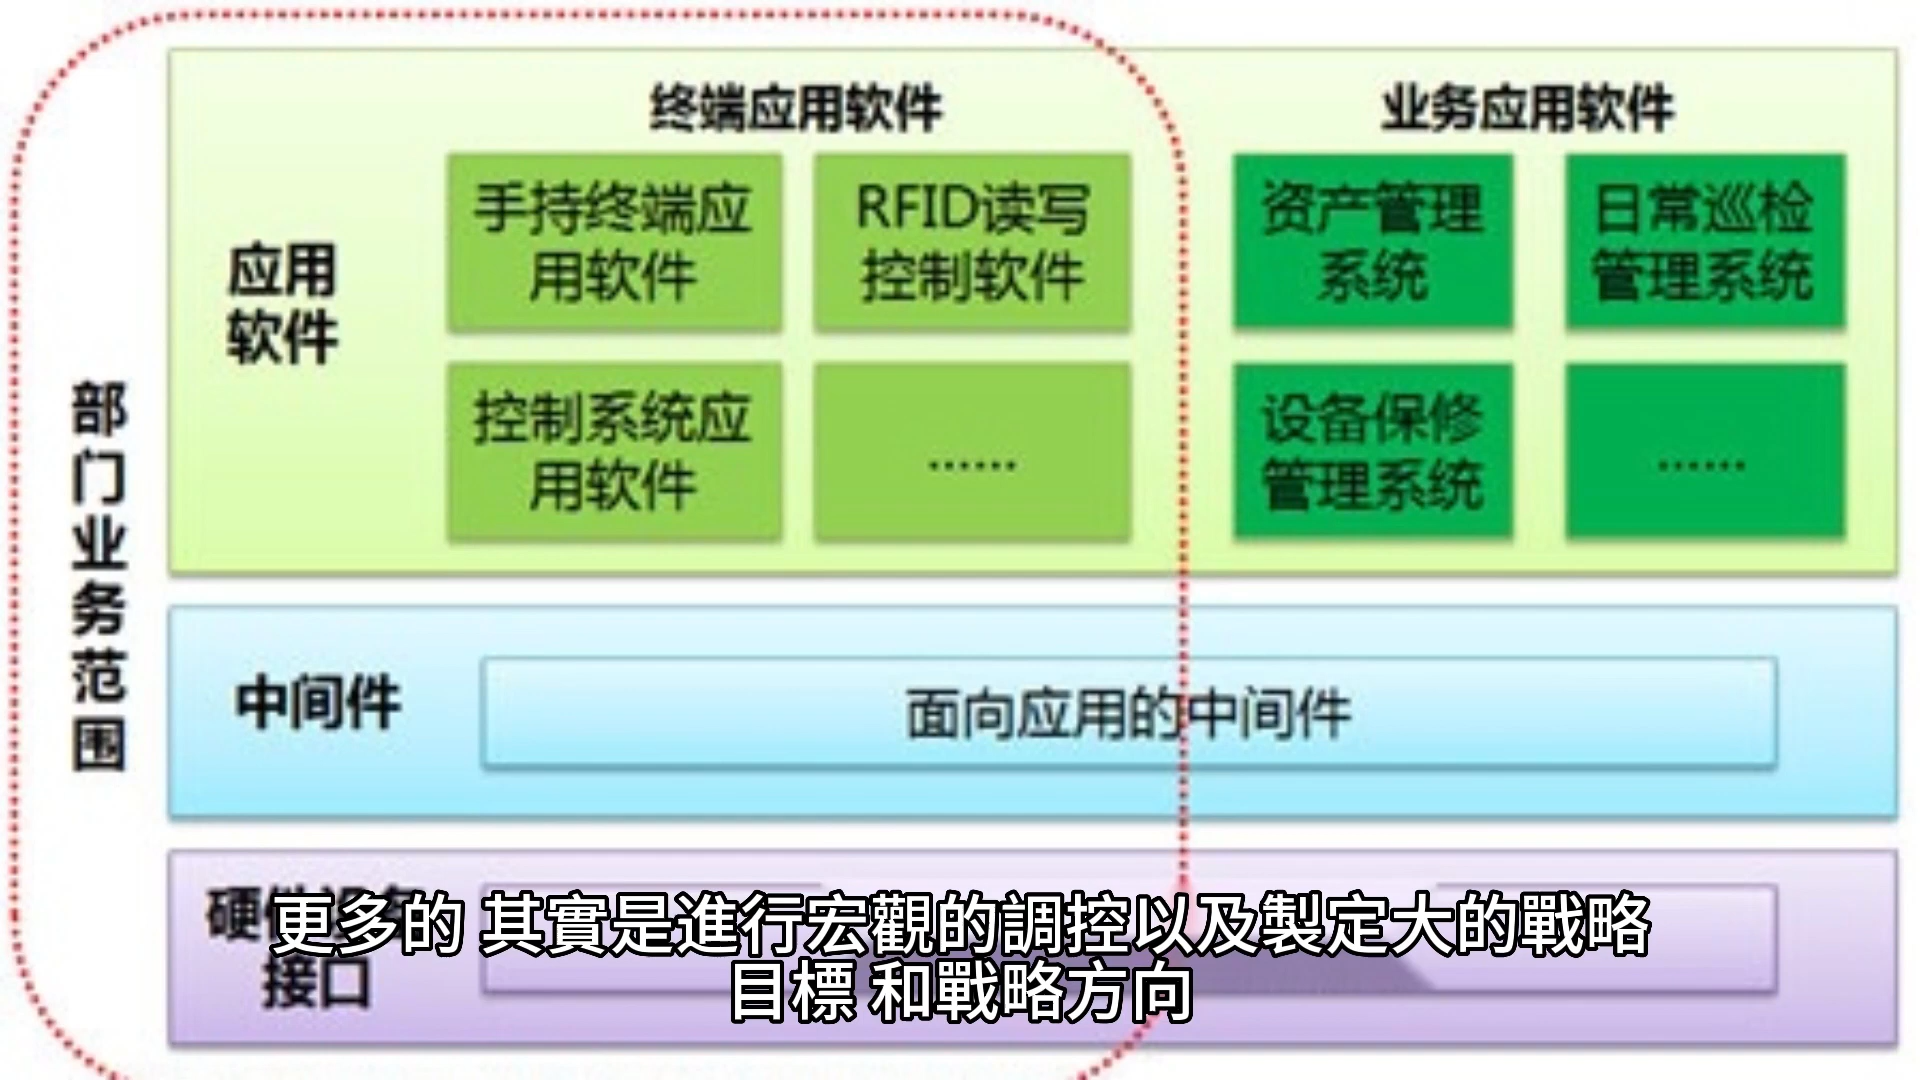 终端应用软件
业务应用软件
应用
软件
手持终端应
用软件
RFID读写
控制软件
资产管理
系统
日常巡检
管理系统
控制系统应
用软件
......
设备保修
管理系统
......
部门业务范围
中间件
面向应用的中间件
接口
更多的 其實是進行宏觀的調控以及製定大的戰略
目標 和戰略方向